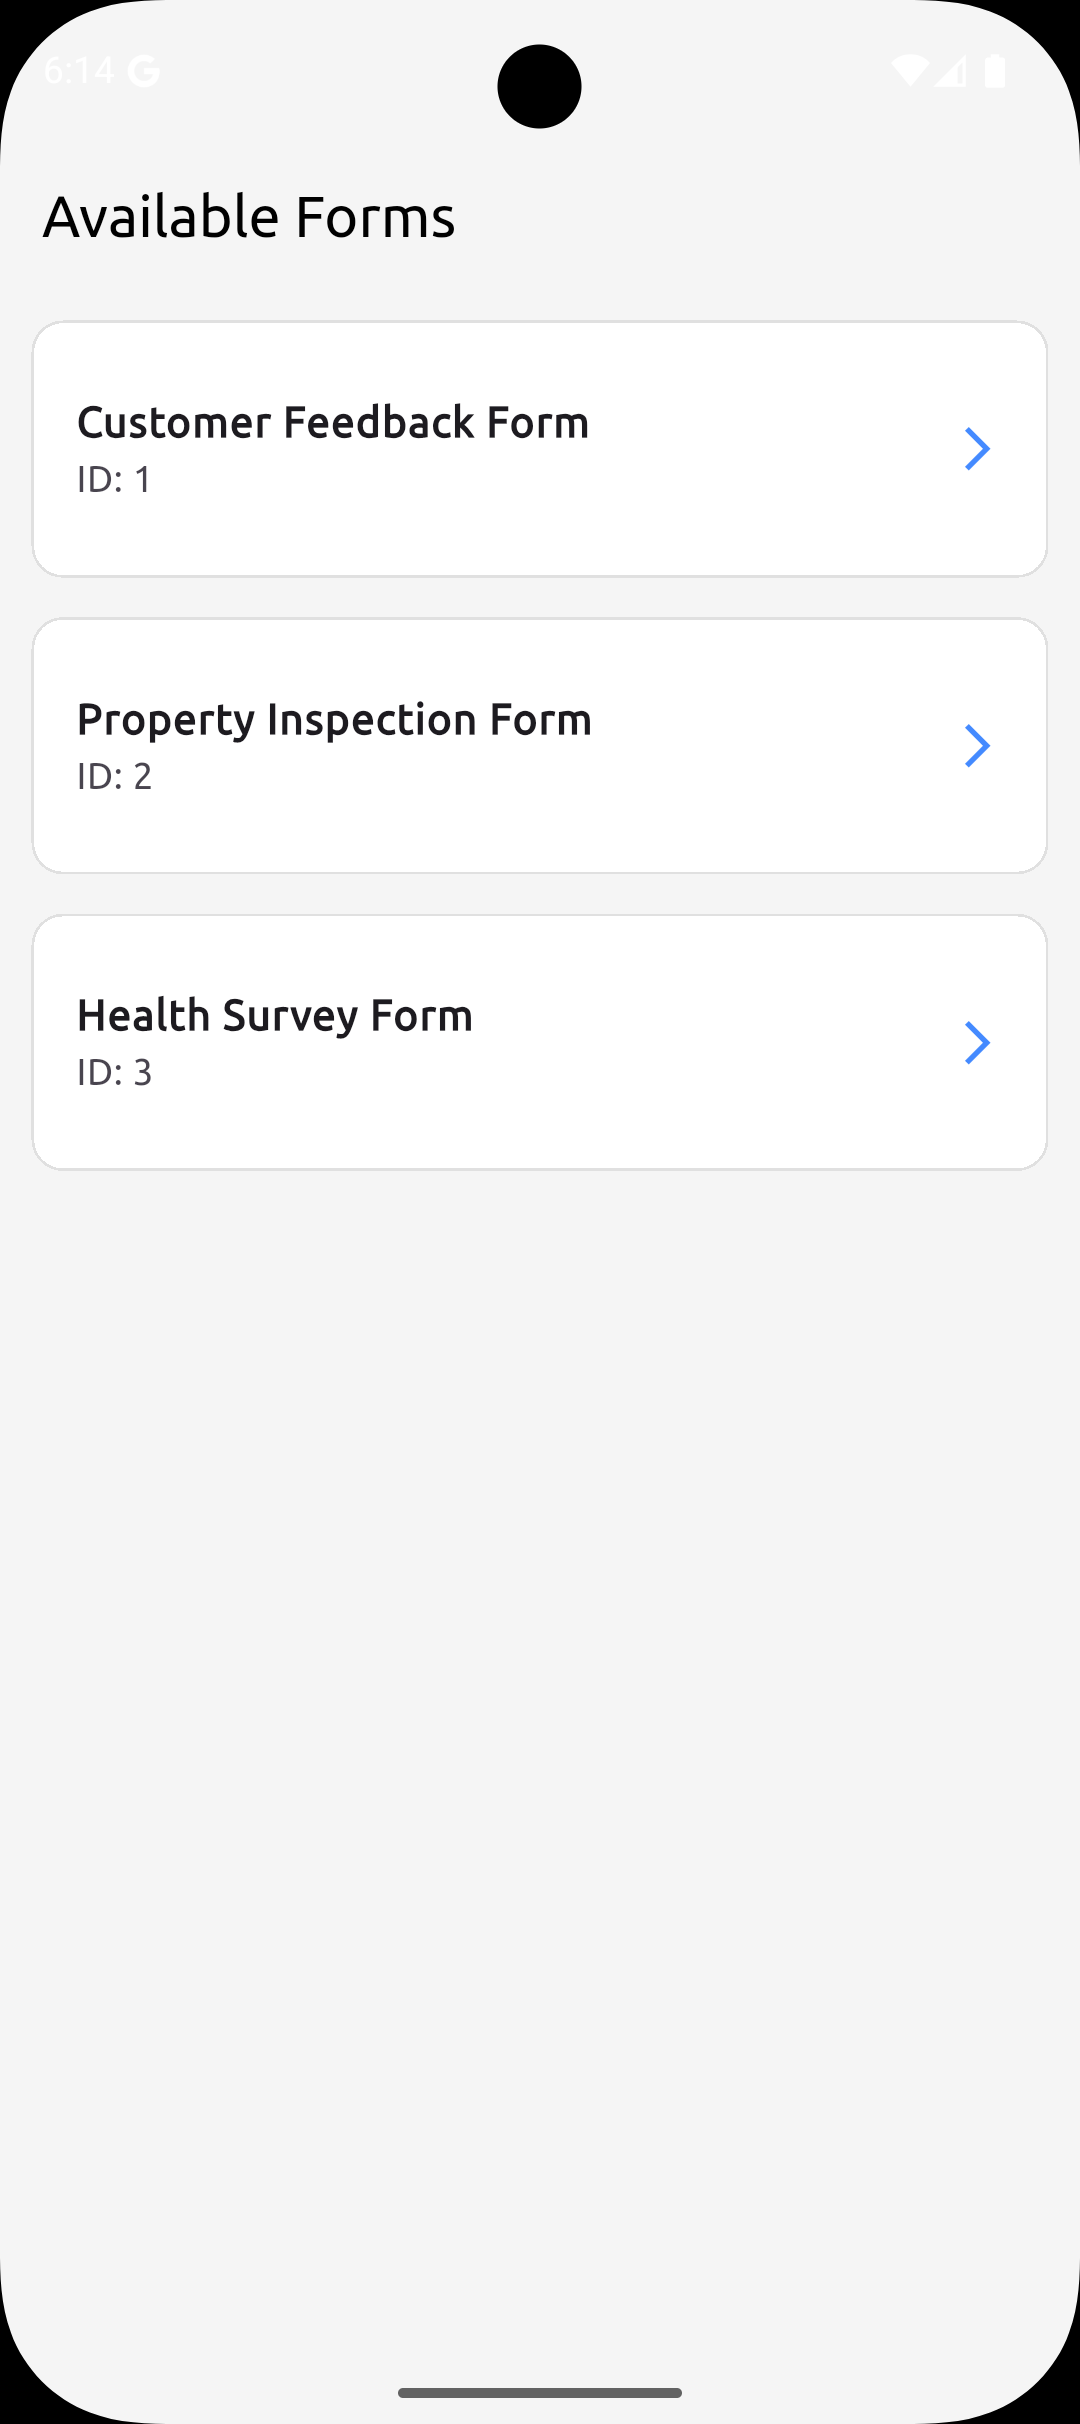 6:14
Available Forms
Customer Feedback Form
ID: 1
Property Inspection Form
ID: 2
Health Survey Form
ID: 3